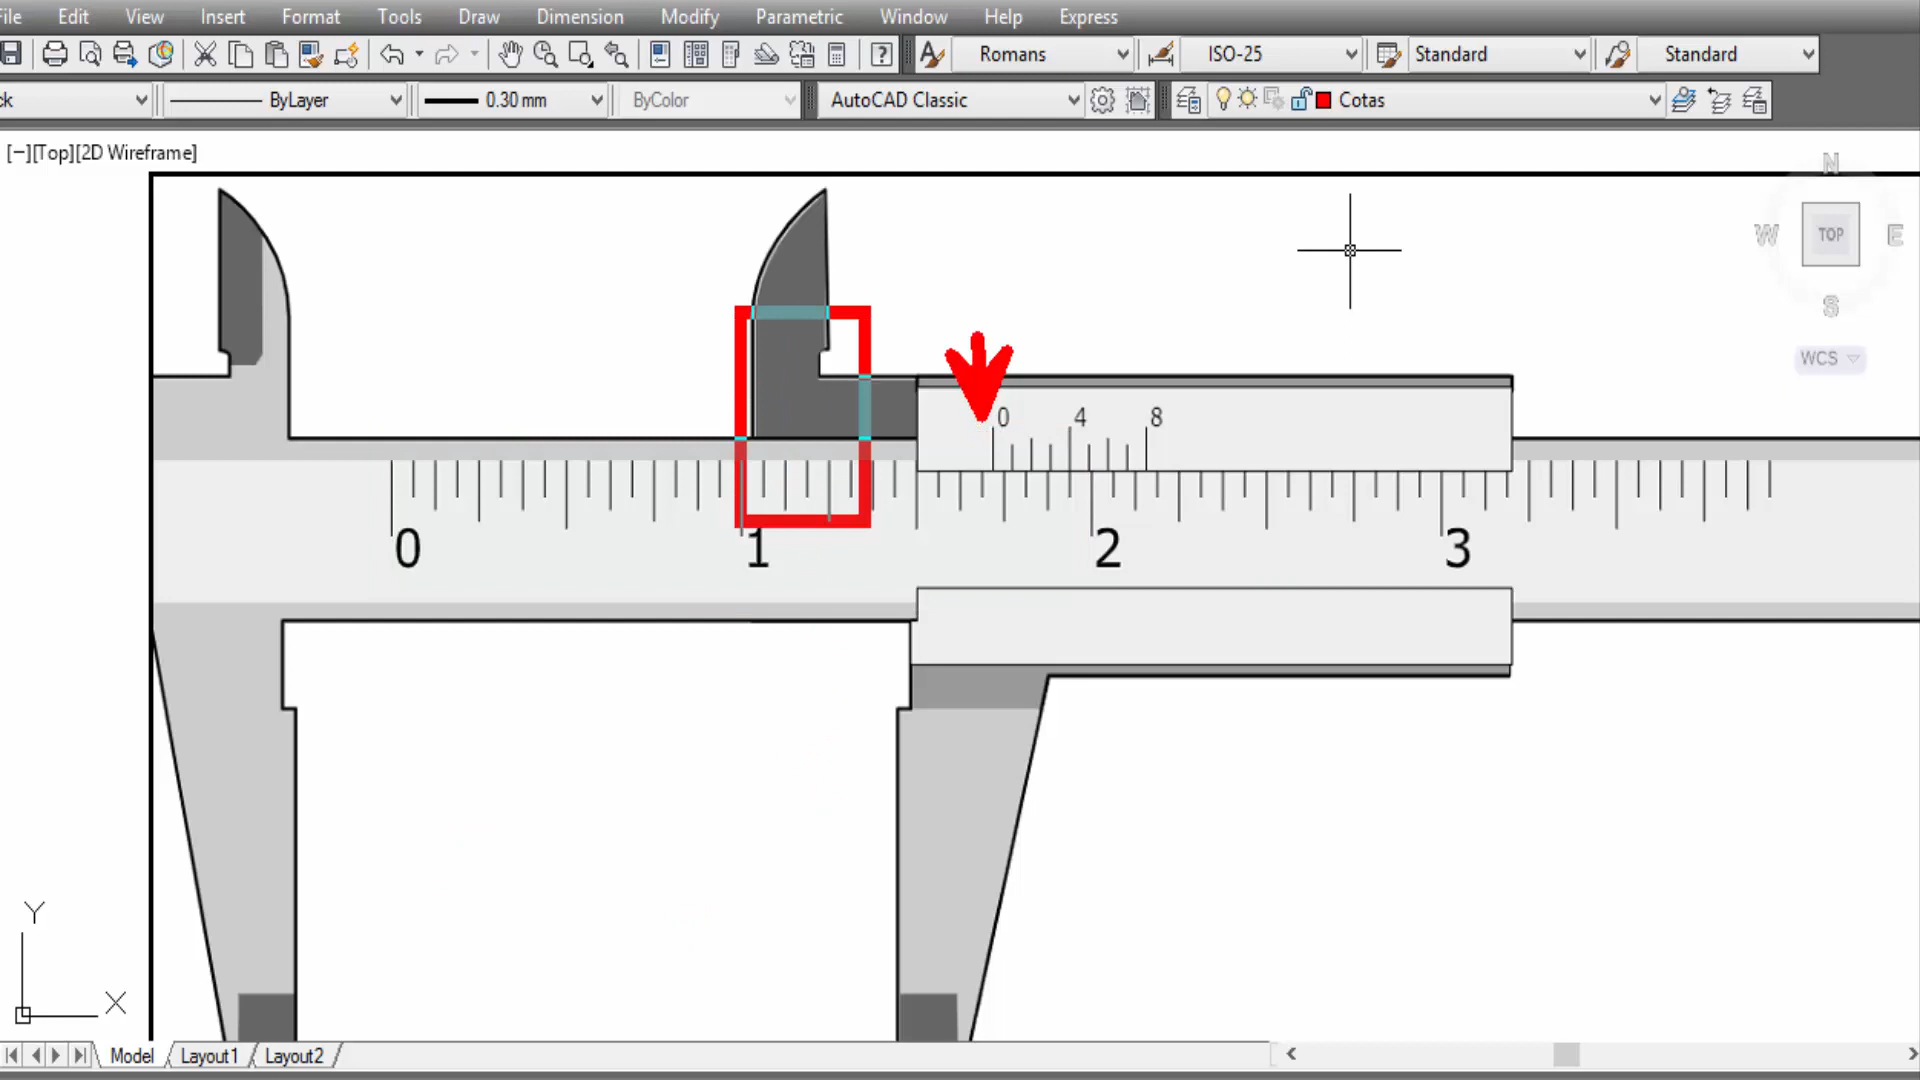 File Edit View Insert Format Tools Draw Dimension Modify Parametric Window Help Express
Romans ISO-25 Standard Standard
ck ByLayer 0.30 mm ByColor AutoCAD Classic Cotas
[−][Top][2D Wireframe]
N
W TOP E
S
WCS
0 4 8
0 1 2 3
Y
X
Model Layout1 Layout2